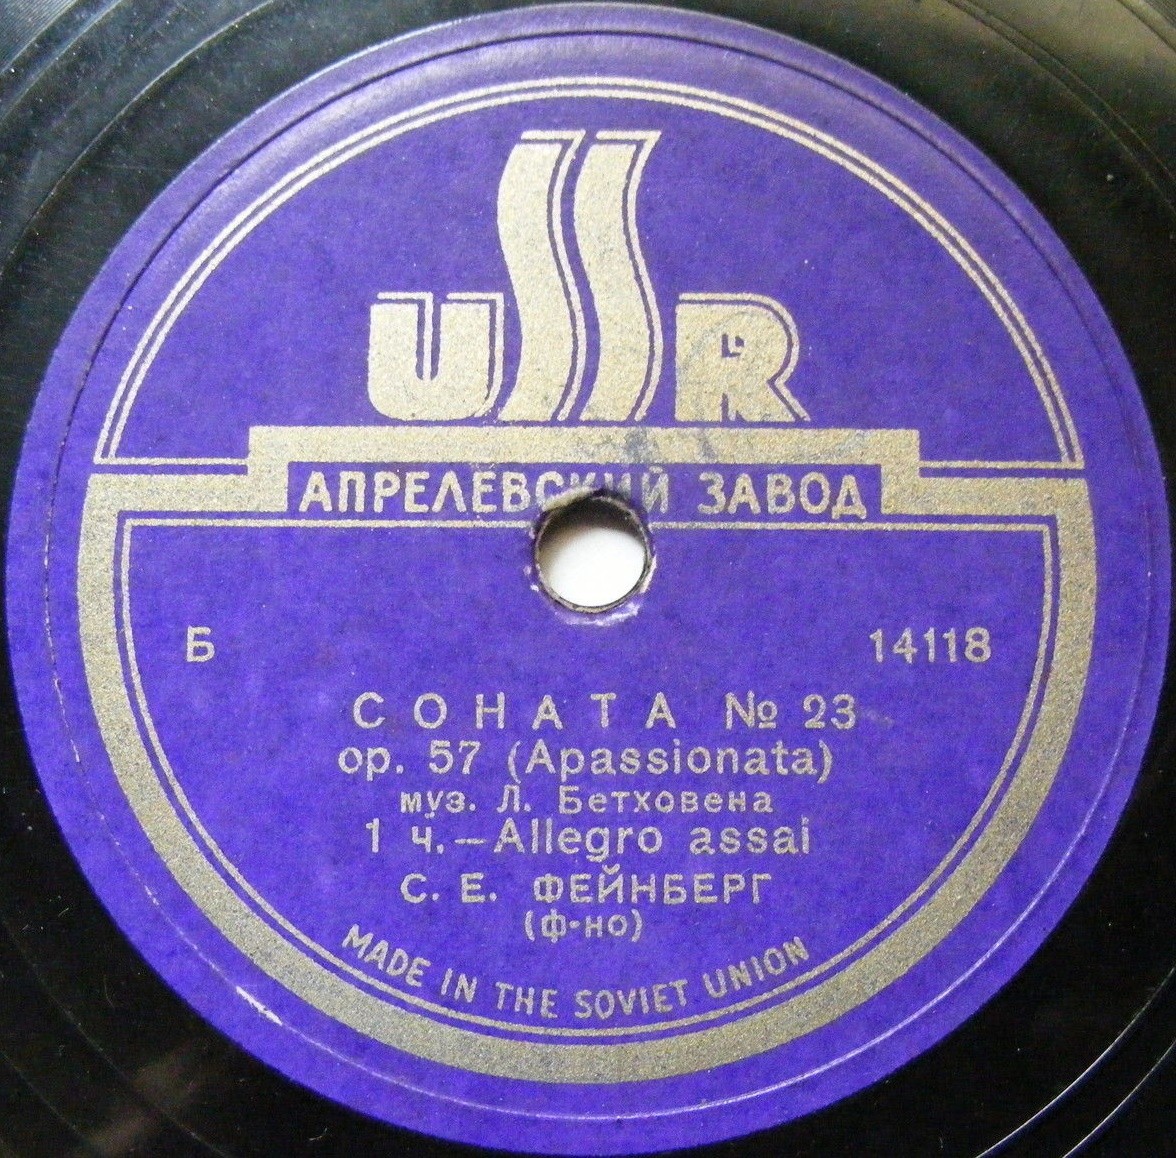 USSR
АПРЕЛЕВСКИЙ ЗАВОД
Б 14118
СОНАТА № 23
op. 57 (Apassionata)
муз. Л. Бетховена
1 ч.—Allegro assai
С. Е. ФЕЙНБЕРГ
(ф-но)
MADE IN THE SOVIET UNION